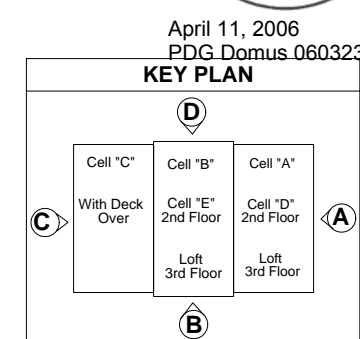 April 11, 2006
PDG Domus 060323
KEY PLAN
D
Cell "C"
With Deck
Over
Cell "B"
Cell "E"
2nd Floor
Loft
3rd Floor
Cell "A"
Cell "D"
2nd Floor
Loft
3rd Floor
C
A
B